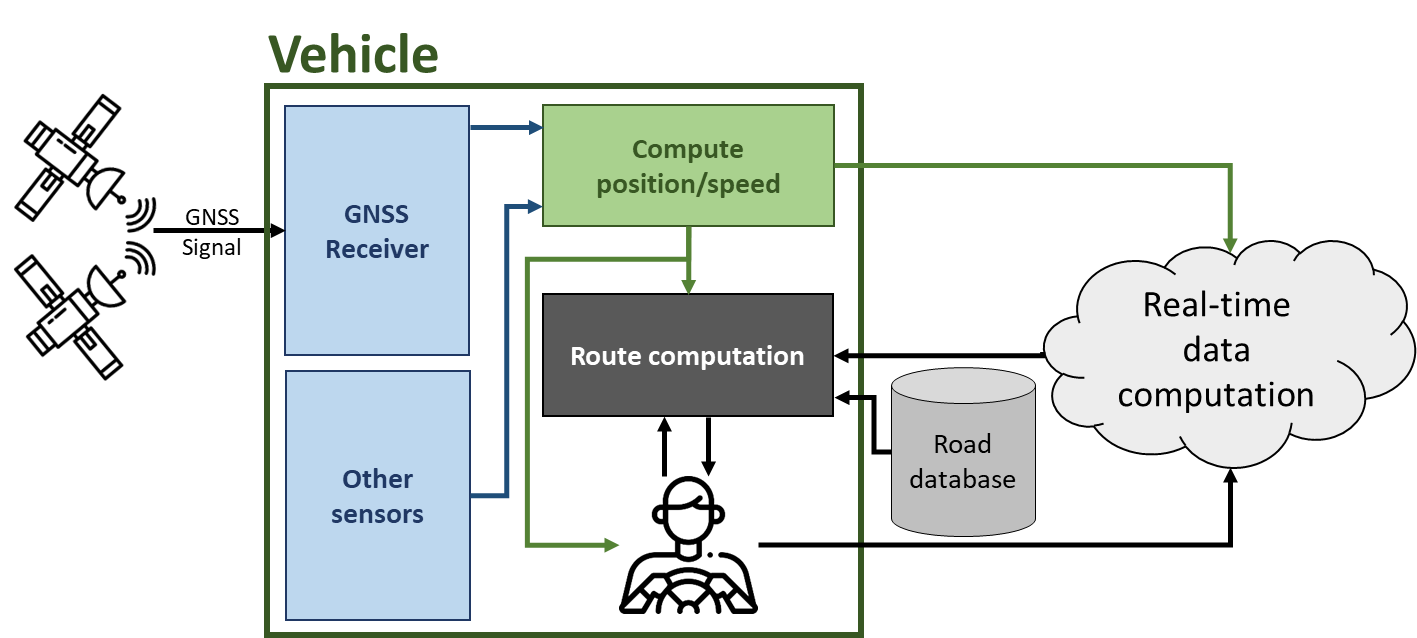 Vehicle
GNSS
Signal
GNSS
Receiver
Compute
position/speed
Route computation
Other
sensors
Road
database
Real-time
data
computation